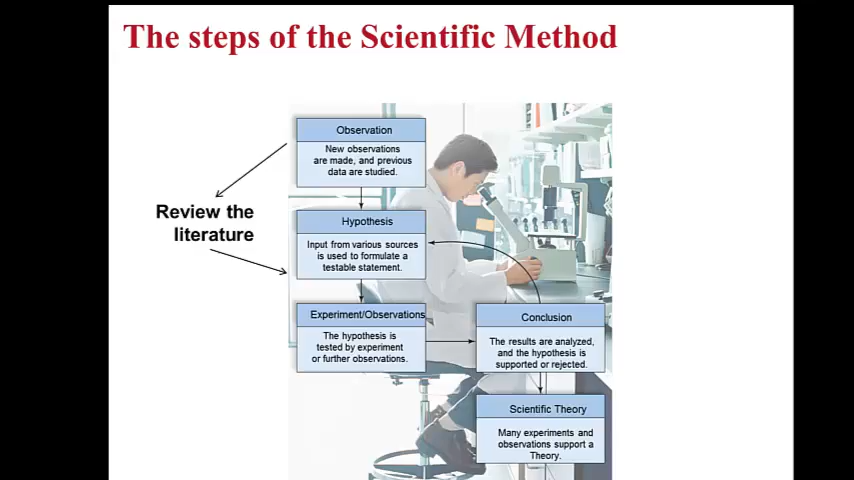 The steps of the Scientific Method
Observation
New observations
are made, and previous
data are studied.
Review the
literature
Hypothesis
Input from various sources
is used to formulate a
testable statement.
Experiment/Observations
The hypothesis is
tested by experiment
or further observations.
Conclusion
The results are analyzed,
and the hypothesis is
supported or rejected.
Scientific Theory
Many experiments and
observations support a
Theory.